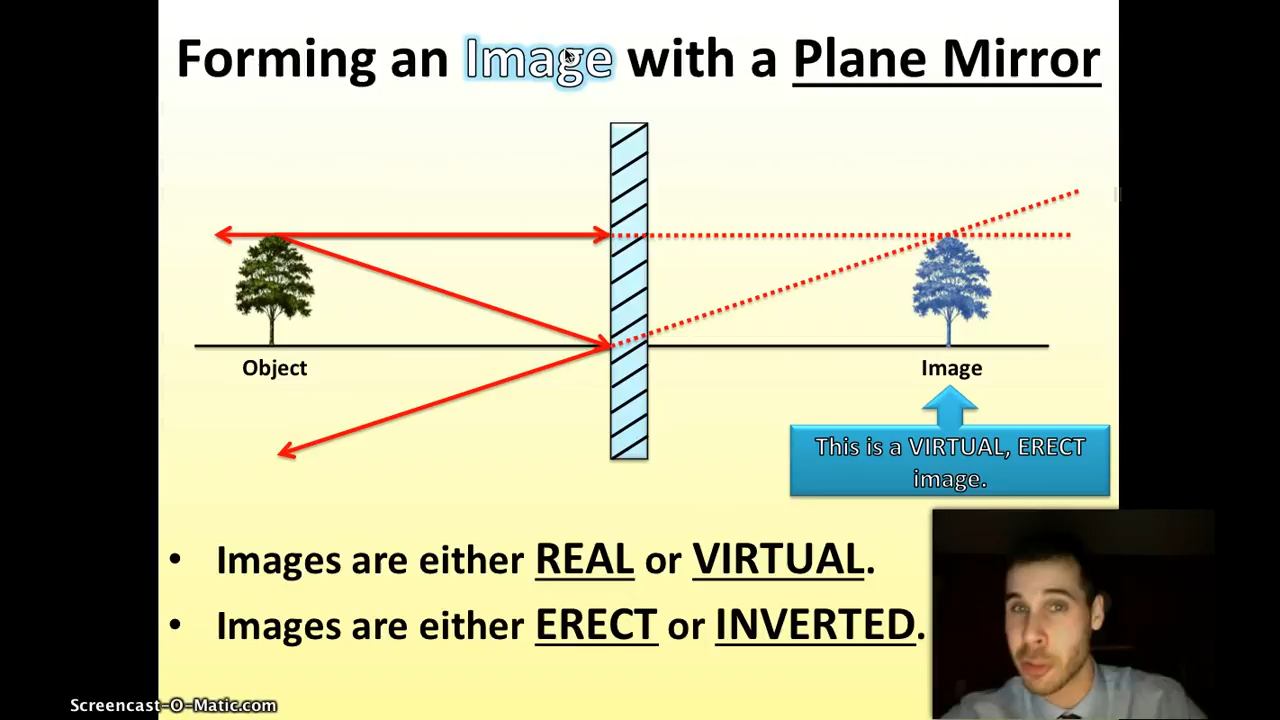 Forming an Image with a Plane Mirror
Object
Image
This is a VIRTUAL, ERECT
image.
• Images are either REAL or VIRTUAL.
• Images are either ERECT or INVERTED.
Screencast-O-Matic.com